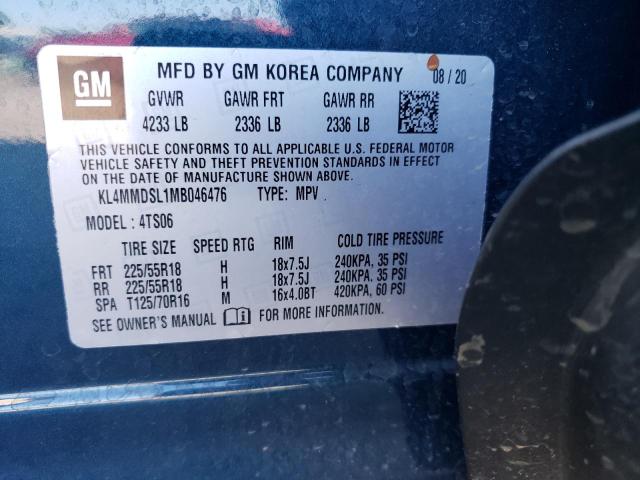 GM
MFD BY GM KOREA COMPANY 08 / 20
GVWR GAWR FRT GAWR RR
4233 LB 2336 LB 2336 LB
THIS VEHICLE CONFORMS TO ALL APPLICABLE U.S. FEDERAL MOTOR
VEHICLE SAFETY AND THEFT PREVENTION STANDARDS IN EFFECT
ON THE DATE OF MANUFACTURE SHOWN ABOVE.
KL4MMDSL1MB046476 TYPE: MPV
MODEL : 4TS06
TIRE SIZE SPEED RTG RIM COLD TIRE PRESSURE
FRT 225/55R18 H 18x7.5J 240KPA, 35 PSI
RR 225/55R18 H 18x7.5J 240KPA, 35 PSI
SPA T125/70R16 M 16x4.0BT 420KPA, 60 PSI
SEE OWNER'S MANUAL FOR MORE INFORMATION.